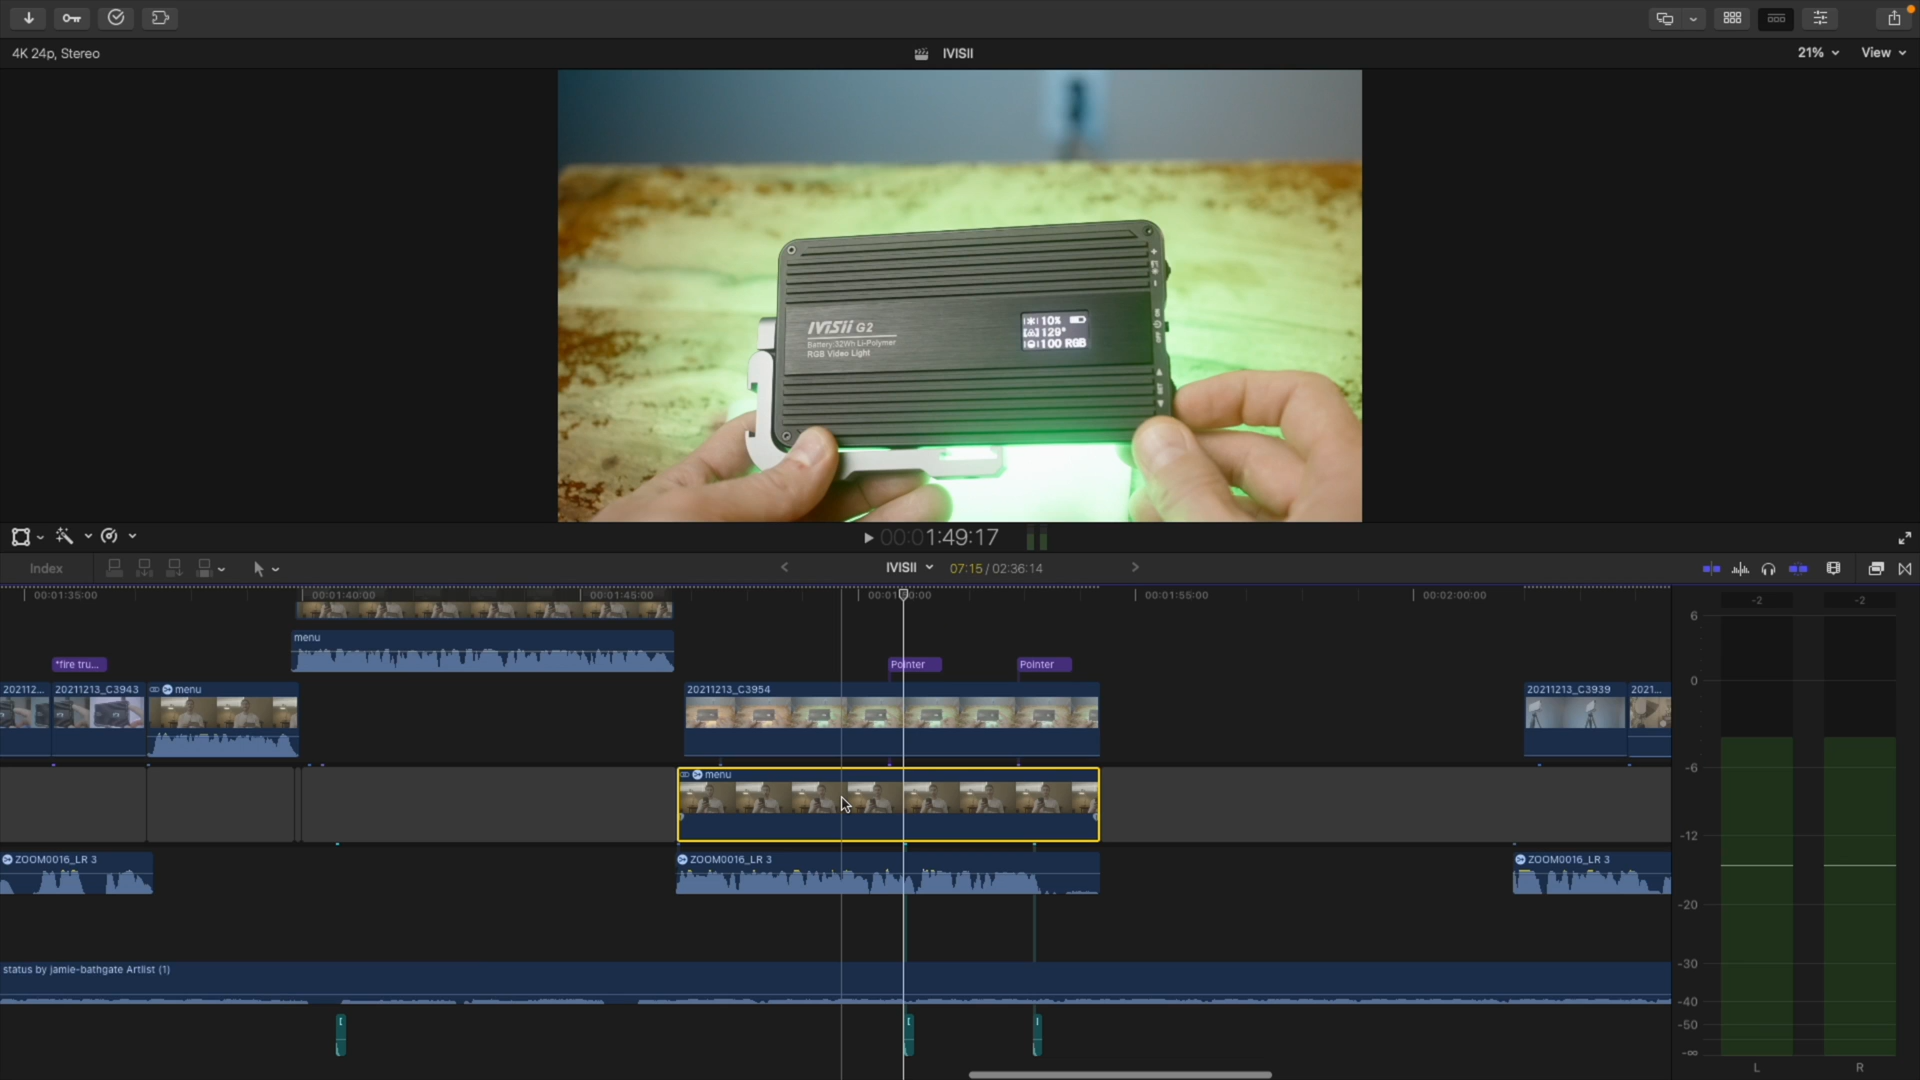 4K 24p, Stereo
IVISII
21%
View
IVISII G2
Battery:32Wh Li-Polymer
RGB Video Light
10%
129°
100 RGB
00:01:49:17
Index
IVISII
07:15 / 02:36:14
00:01:35:00
00:01:40:00
00:01:45:00
00:01:50:00
00:01:55:00
00:02:00:00
menu
*fire tru...
Pointer
Pointer
202112...
20211213_C3943
menu
20211213_C3954
20211213_C3939
2021...
menu
ZOOM0016_LR 3
ZOOM0016_LR 3
ZOOM0016_LR 3
status by jamie-bathgate Artlist (1)
-2
-2
6
0
-6
-12
-20
-30
-40
-50
-∞
L
R